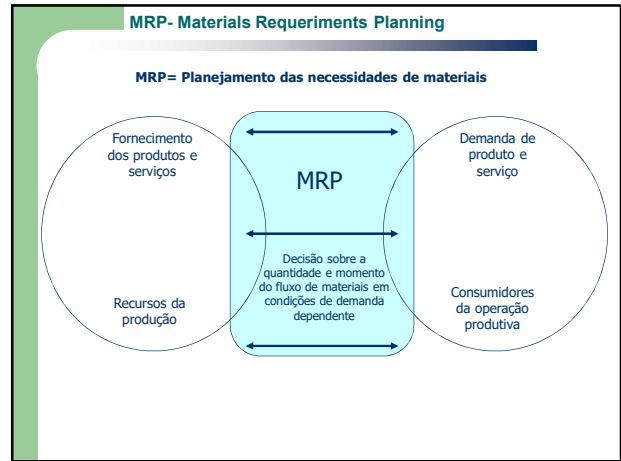 MRP- Materials Requeriments Planning
MRP= Planejamento das necessidades de materiais
Fornecimento
dos produtos e
serviços
Recursos da
produção
MRP
Decisão sobre a
quantidade e momento
do fluxo de materiais em
condições de demanda
dependente
Demanda de
produto e
serviço
Consumidores
da operação
produtiva